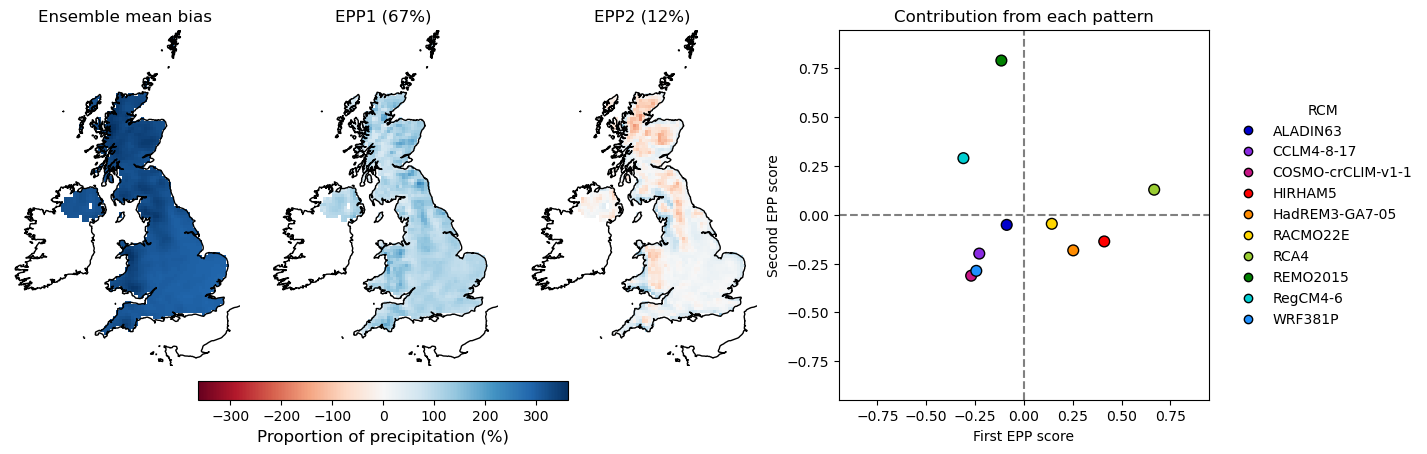 Ensemble mean bias
EPP1 (67%)
EPP2 (12%)
Contribution from each pattern
0.75
0.50
0.25
0.00
−0.25
−0.50
−0.75
Second EPP score
−0.75
−0.50
−0.25
0.00
0.25
0.50
0.75
First EPP score
RCM
ALADIN63
CCLM4-8-17
COSMO-crCLIM-v1-1
HIRHAM5
HadREM3-GA7-05
RACMO22E
RCA4
REMO2015
RegCM4-6
WRF381P
−300
−200
−100
0
100
200
300
Proportion of precipitation (%)